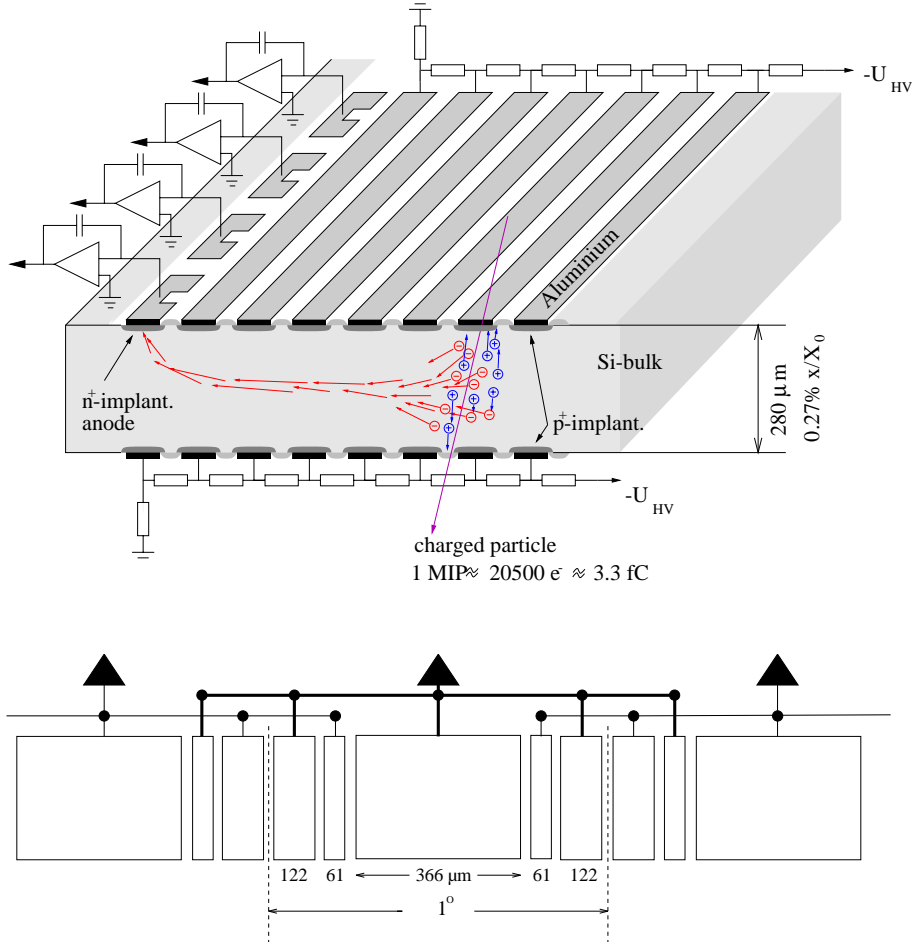 -U HV
Aluminium
Si-bulk
n⁺-implant.
anode
p⁺-implant.
280 µm
0.27% x/X₀
-U HV
charged particle
1 MIP≈ 20500 e⁻ ≈ 3.3 fC
122 61 366 µm 61 122
1°